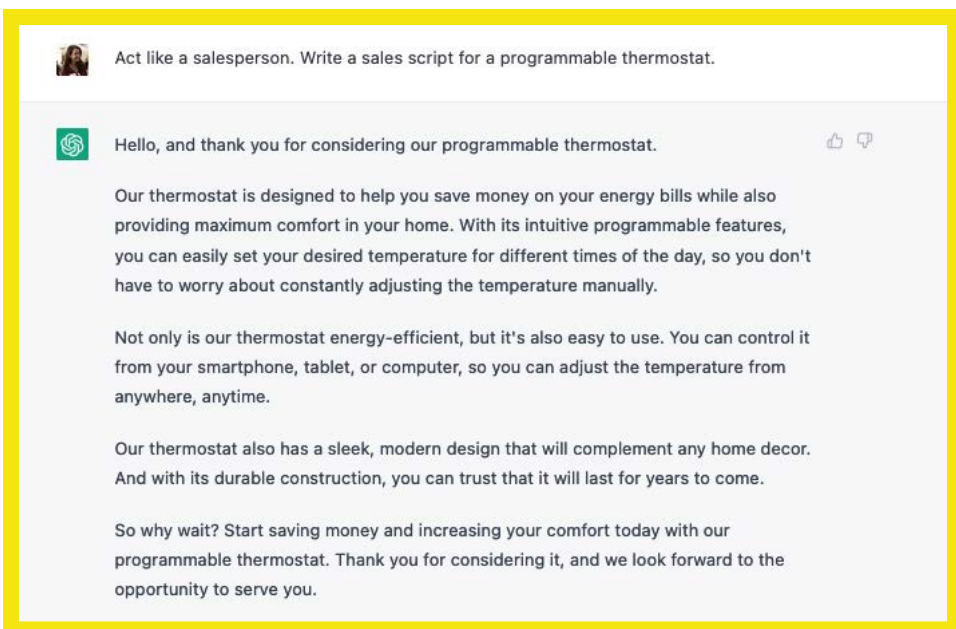 Act like a salesperson. Write a sales script for a programmable thermostat.
Hello, and thank you for considering our programmable thermostat.
Our thermostat is designed to help you save money on your energy bills while also
providing maximum comfort in your home. With its intuitive programmable features,
you can easily set your desired temperature for different times of the day, so you don't
have to worry about constantly adjusting the temperature manually.
Not only is our thermostat energy-efficient, but it's also easy to use. You can control it
from your smartphone, tablet, or computer, so you can adjust the temperature from
anywhere, anytime.
Our thermostat also has a sleek, modern design that will complement any home decor.
And with its durable construction, you can trust that it will last for years to come.
So why wait? Start saving money and increasing your comfort today with our
programmable thermostat. Thank you for considering it, and we look forward to the
opportunity to serve you.